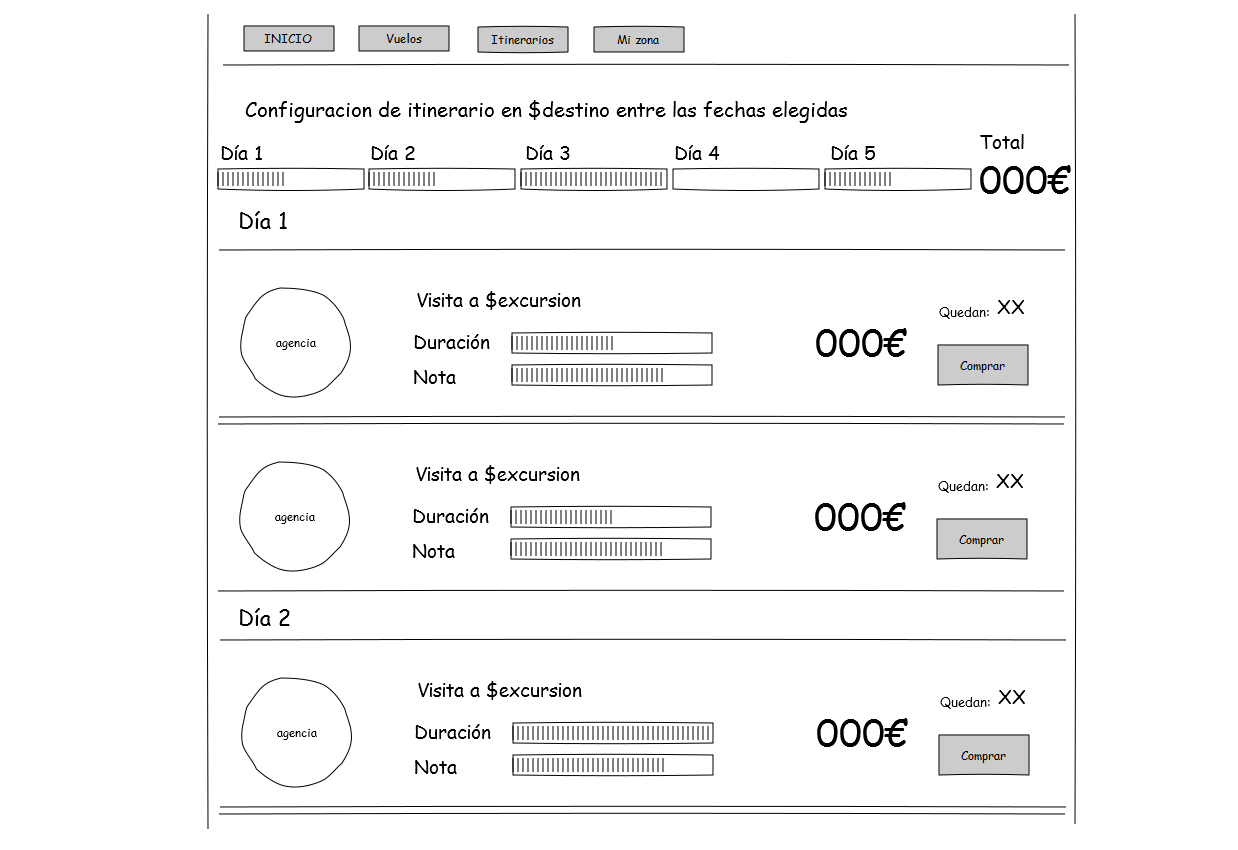 INICIO Vuelos Itinerarios Mi zona
Configuracion de itinerario en $destino entre las fechas elegidas
Total
Día 1 Día 2 Día 3 Día 4 Día 5
000€
Día 1
Visita a $excursion
Quedan: XX
agencia
Duración
000€
Comprar
Nota
Visita a $excursion
Quedan: XX
agencia
Duración
000€
Comprar
Nota
Día 2
Visita a $excursion
Quedan: XX
agencia
Duración
000€
Comprar
Nota